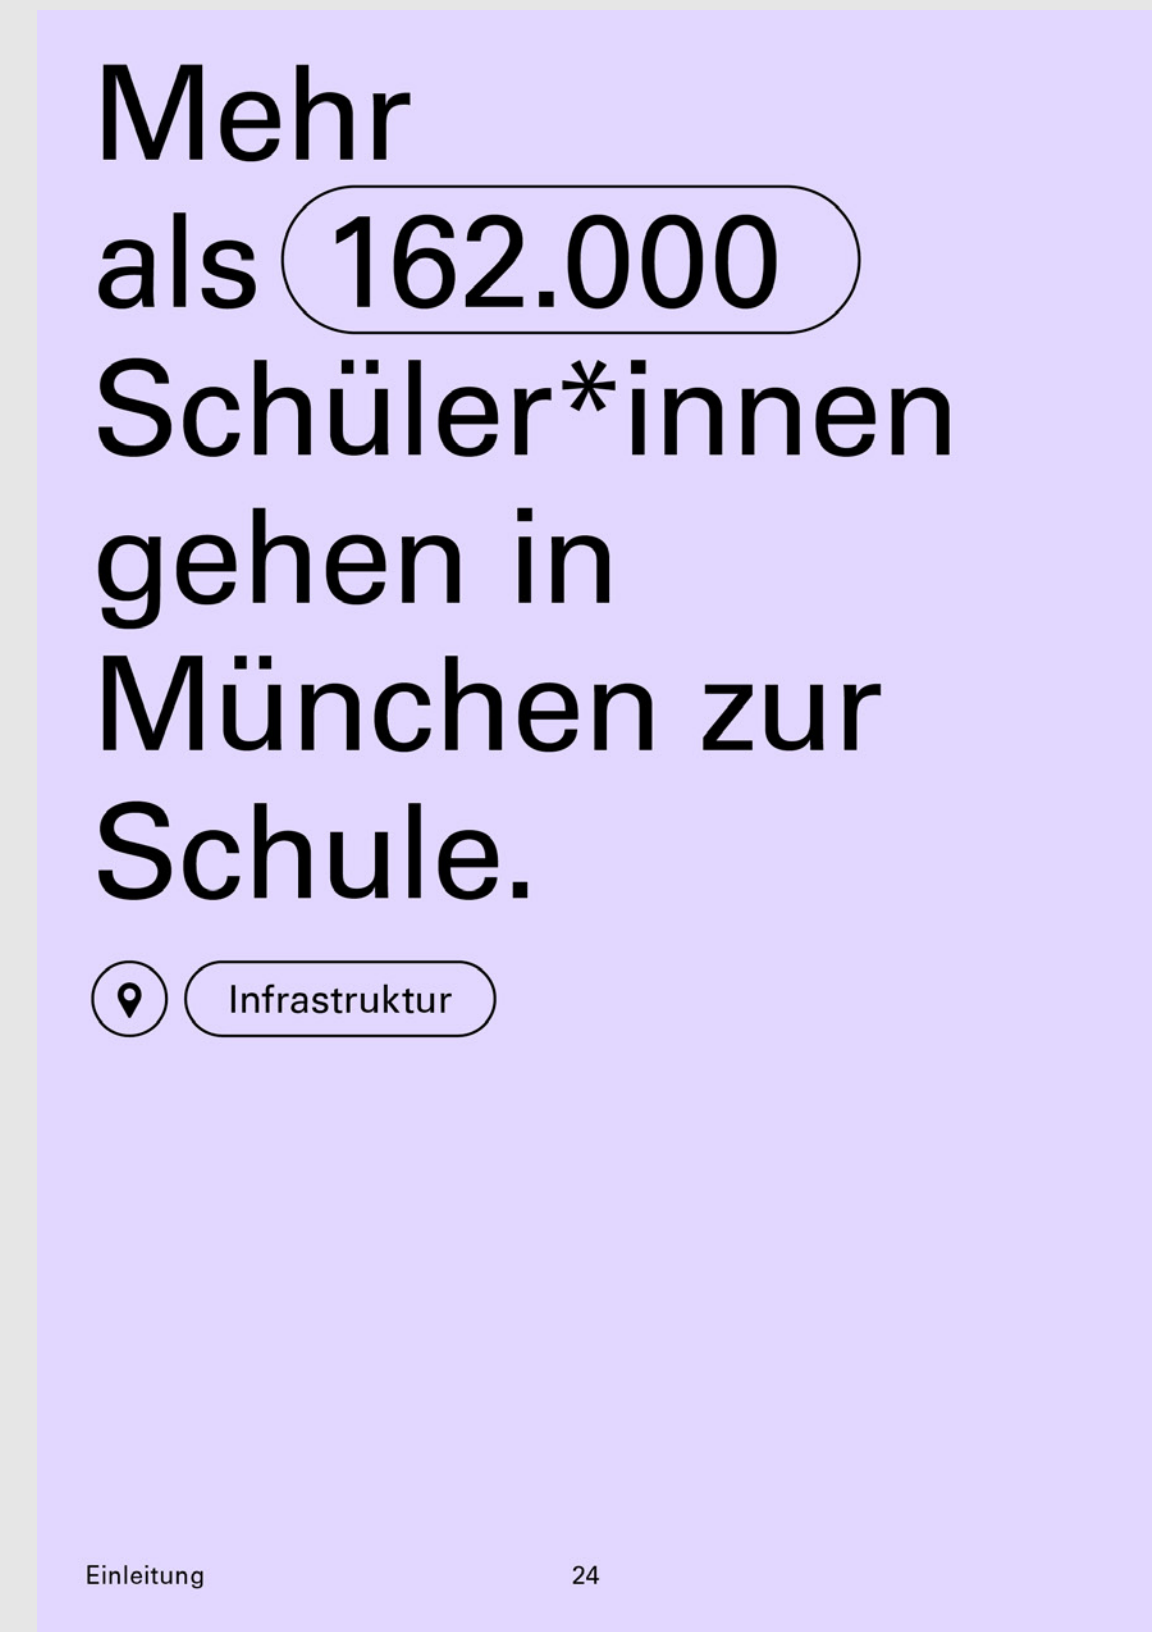 Mehr
als 162.000
Schüler*innen
gehen in
München zur
Schule.
Infrastruktur
Einleitung 24